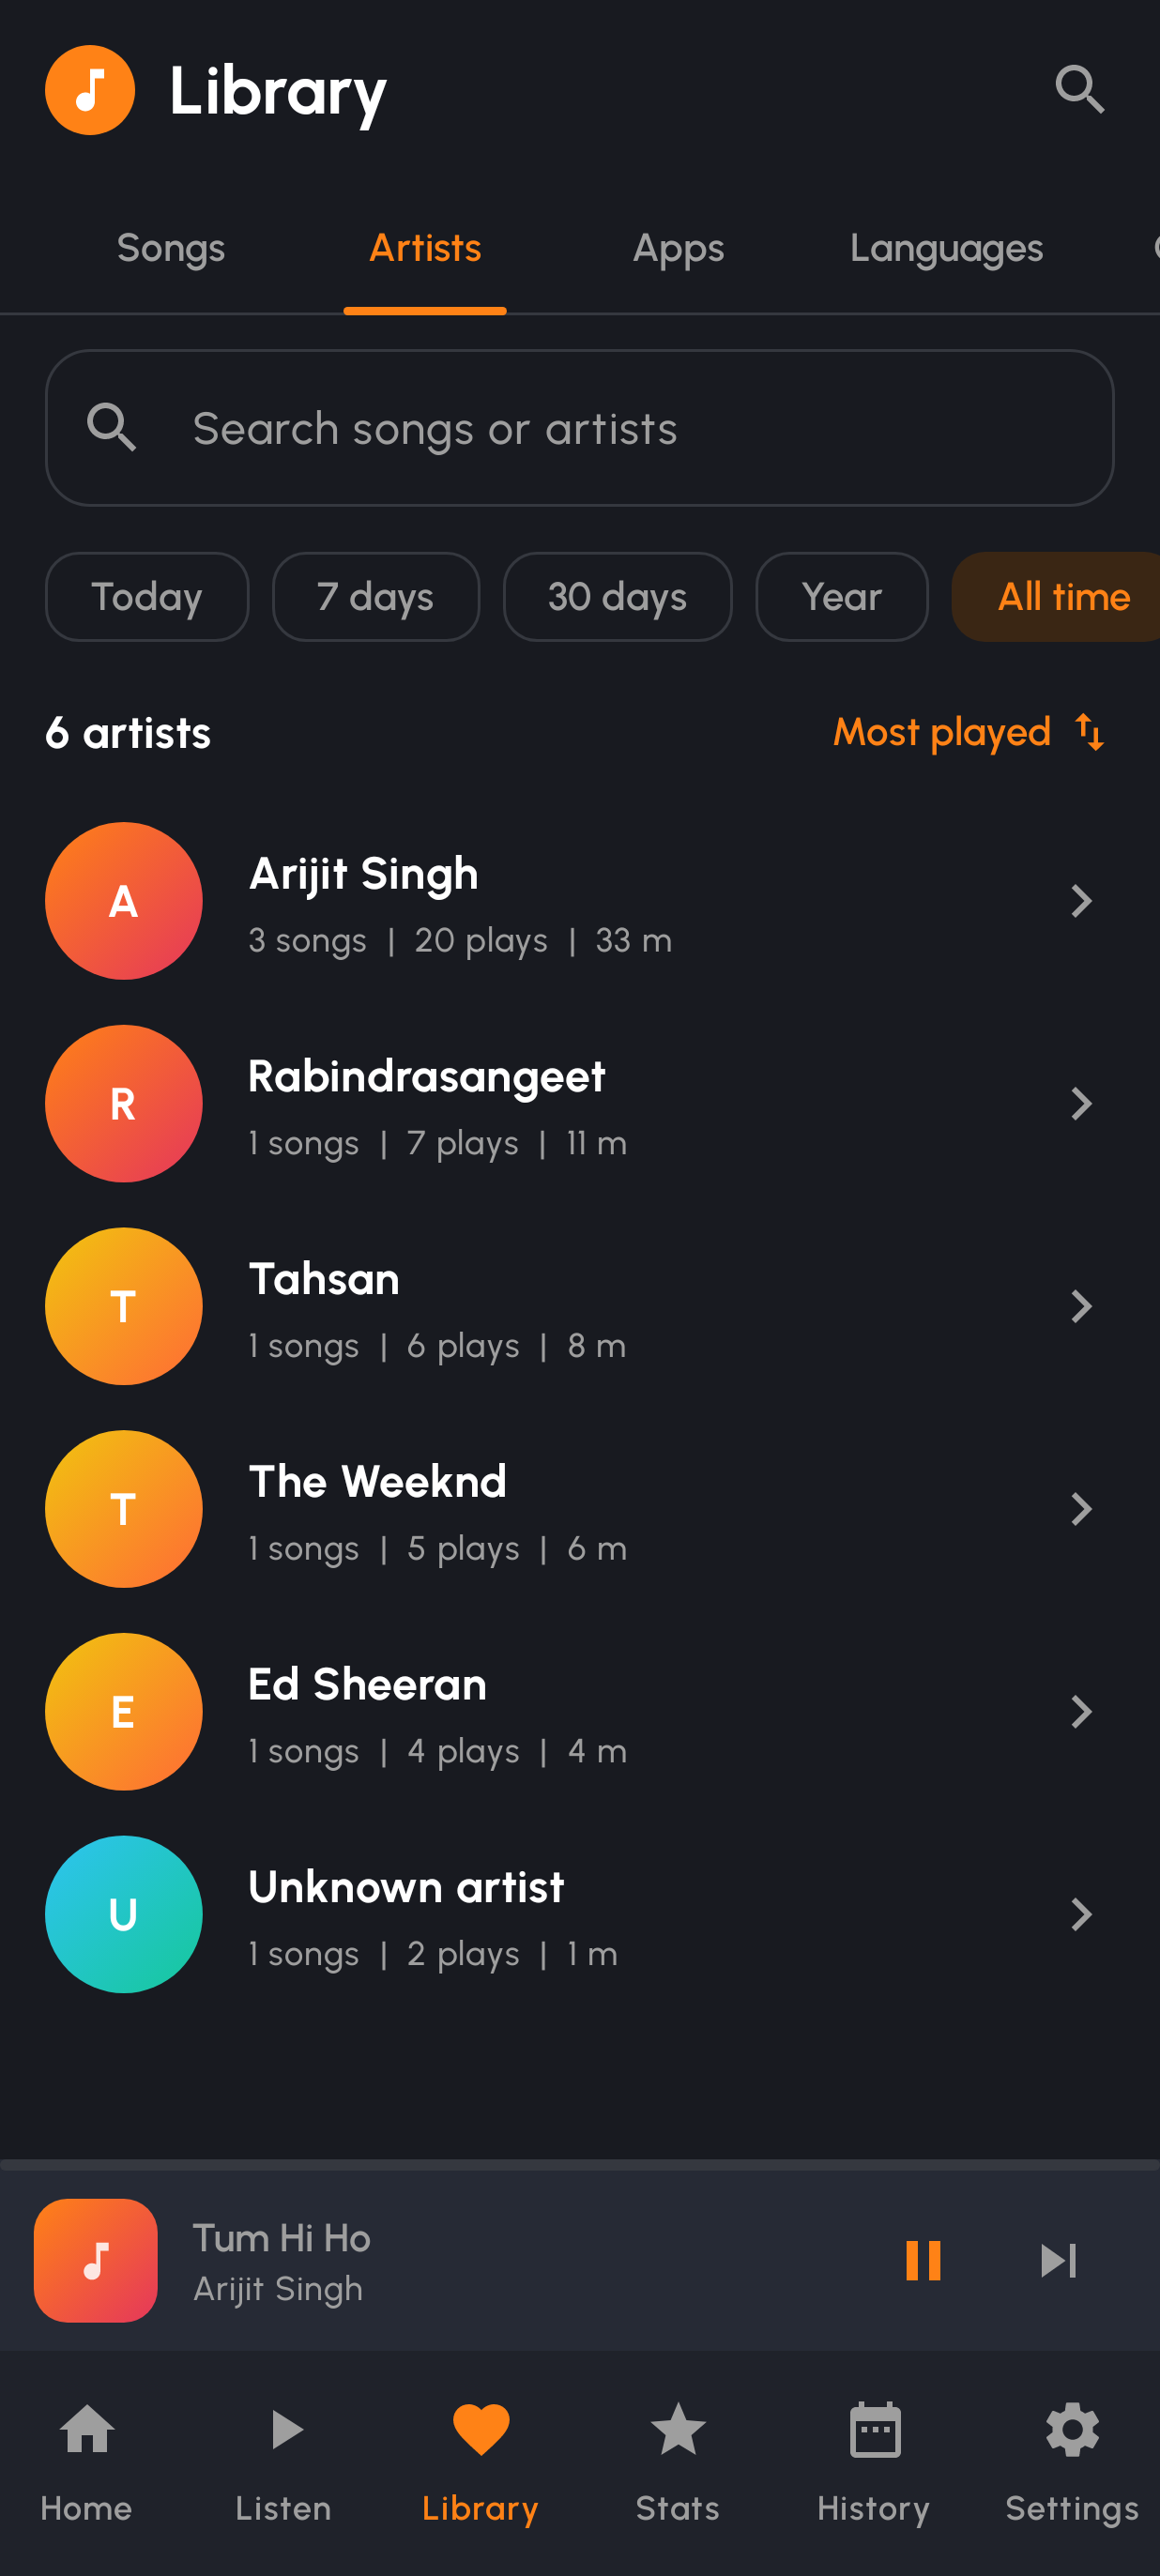 Library
Songs Artists Apps Languages
Search songs or artists
Today 7 days 30 days Year All time
6 artists Most played
A
Arijit Singh
3 songs | 20 plays | 33 m
R
Rabindrasangeet
1 songs | 7 plays | 11 m
T
Tahsan
1 songs | 6 plays | 8 m
T
The Weeknd
1 songs | 5 plays | 6 m
E
Ed Sheeran
1 songs | 4 plays | 4 m
U
Unknown artist
1 songs | 2 plays | 1 m
Tum Hi Ho
Arijit Singh
Home Listen Library Stats History Settings